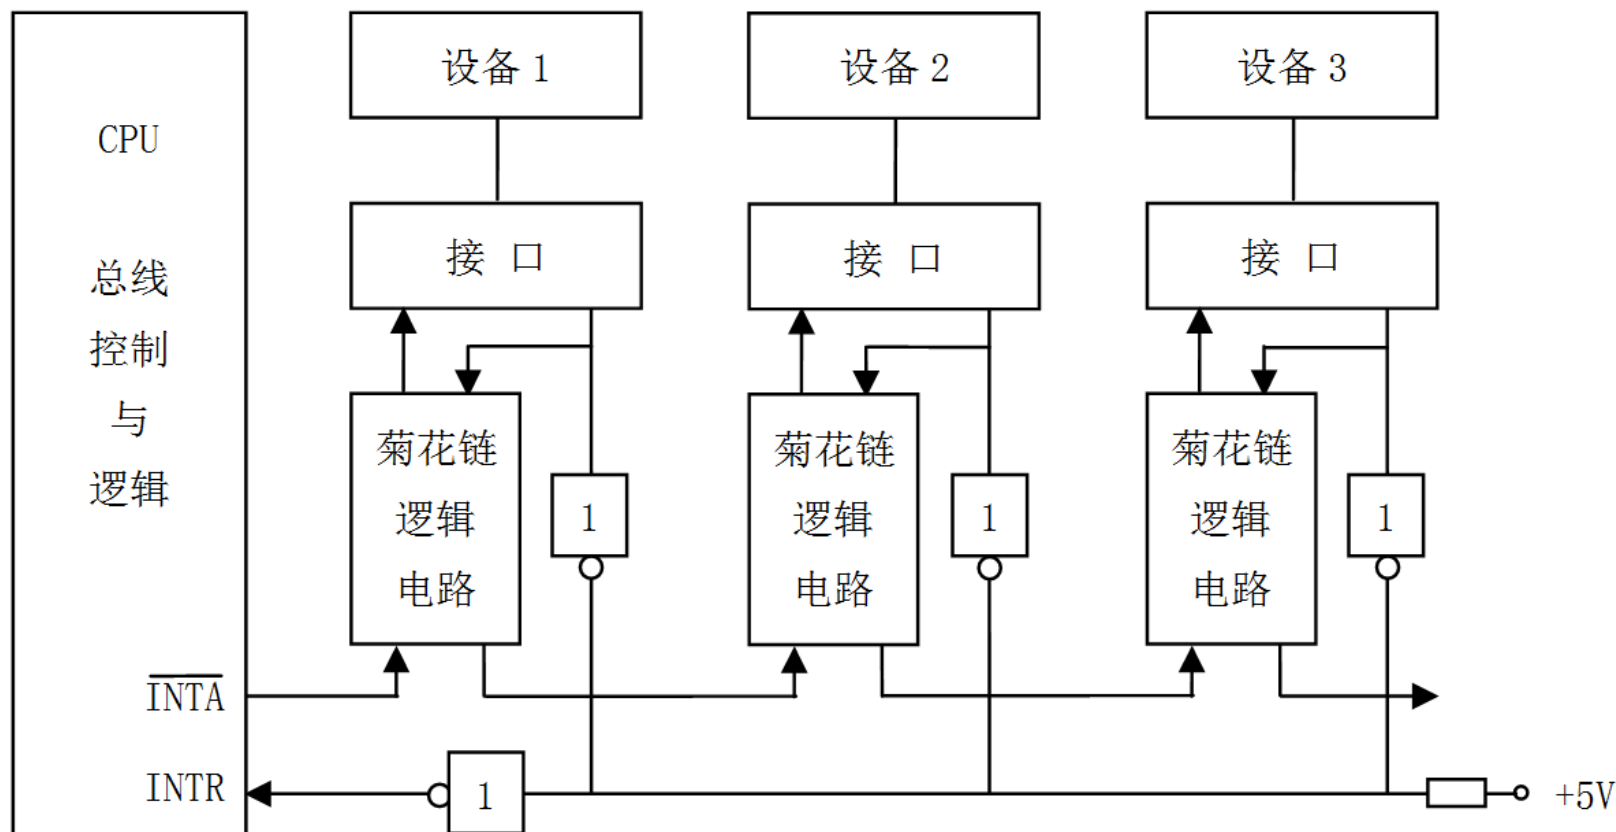 CPU
总线
控制
与
逻辑
INTA
INTR
设备 1
接 口
菊花链
逻辑
电路
1
设备 2
接 口
菊花链
逻辑
电路
1
设备 3
接 口
菊花链
逻辑
电路
1
1
+5V